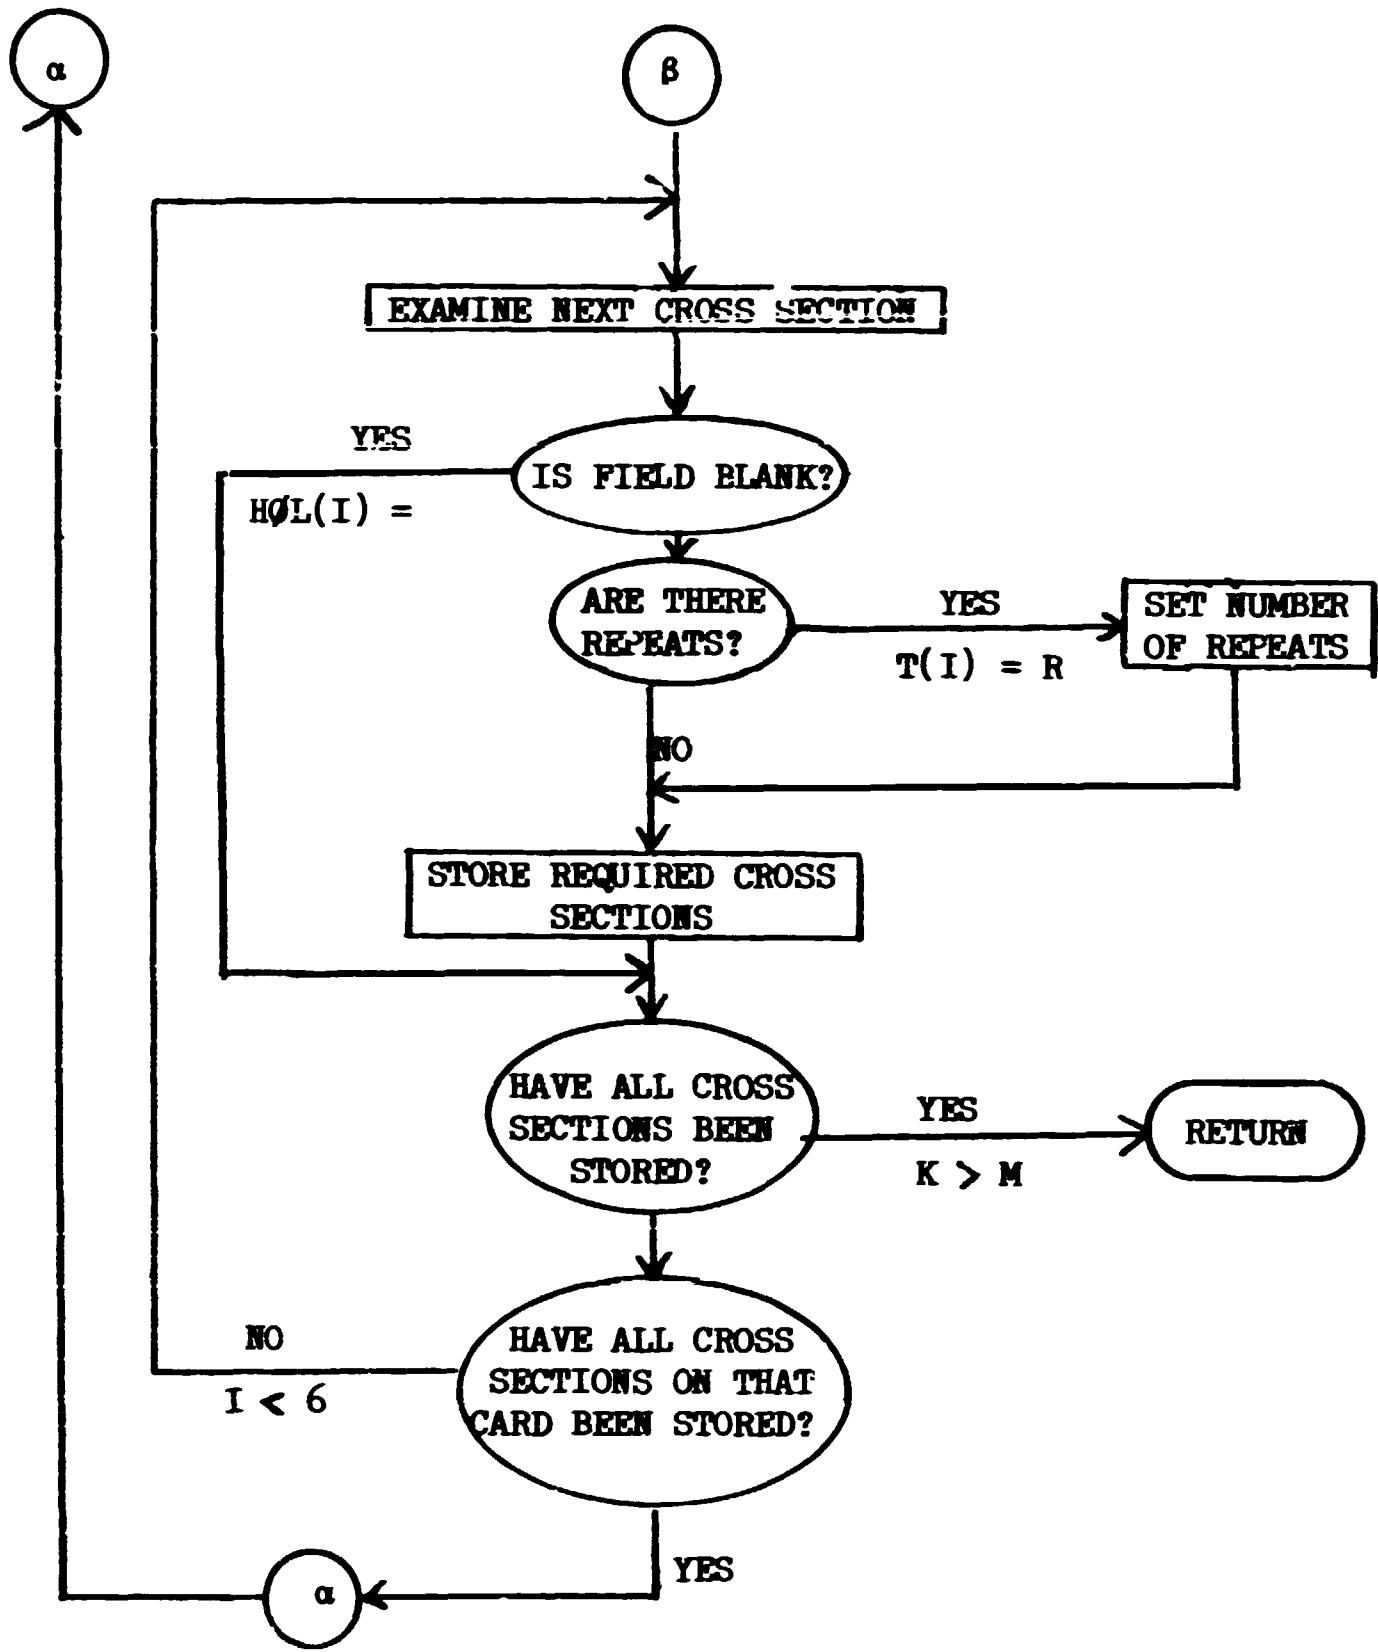 α
β
EXAMINE NEXT CROSS SECTION
YES
IS FIELD BLANK?
HØL(I) =
ARE THERE
REPEATS?
YES
T(I) = R
SET NUMBER
OF REPEATS
NO
STORE REQUIRED CROSS
SECTIONS
HAVE ALL CROSS
SECTIONS BEEN
STORED?
YES
K > M
RETURN
NO
I < 6
HAVE ALL CROSS
SECTIONS ON THAT
CARD BEEN STORED?
YES
α